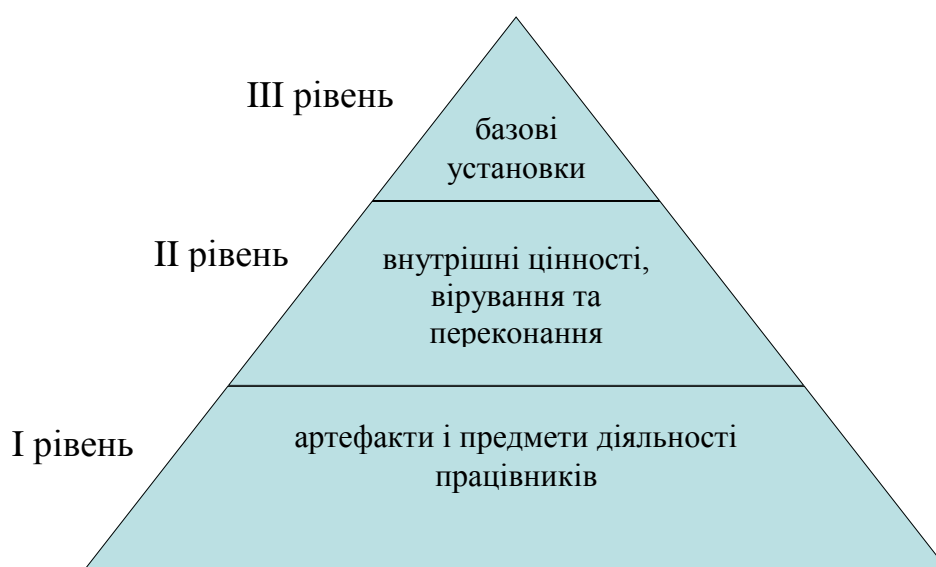 III рівень
базові
установки
II рівень
внутрішні цінності,
вірування та
переконання
I рівень
артефакти і предмети діяльності
працівників